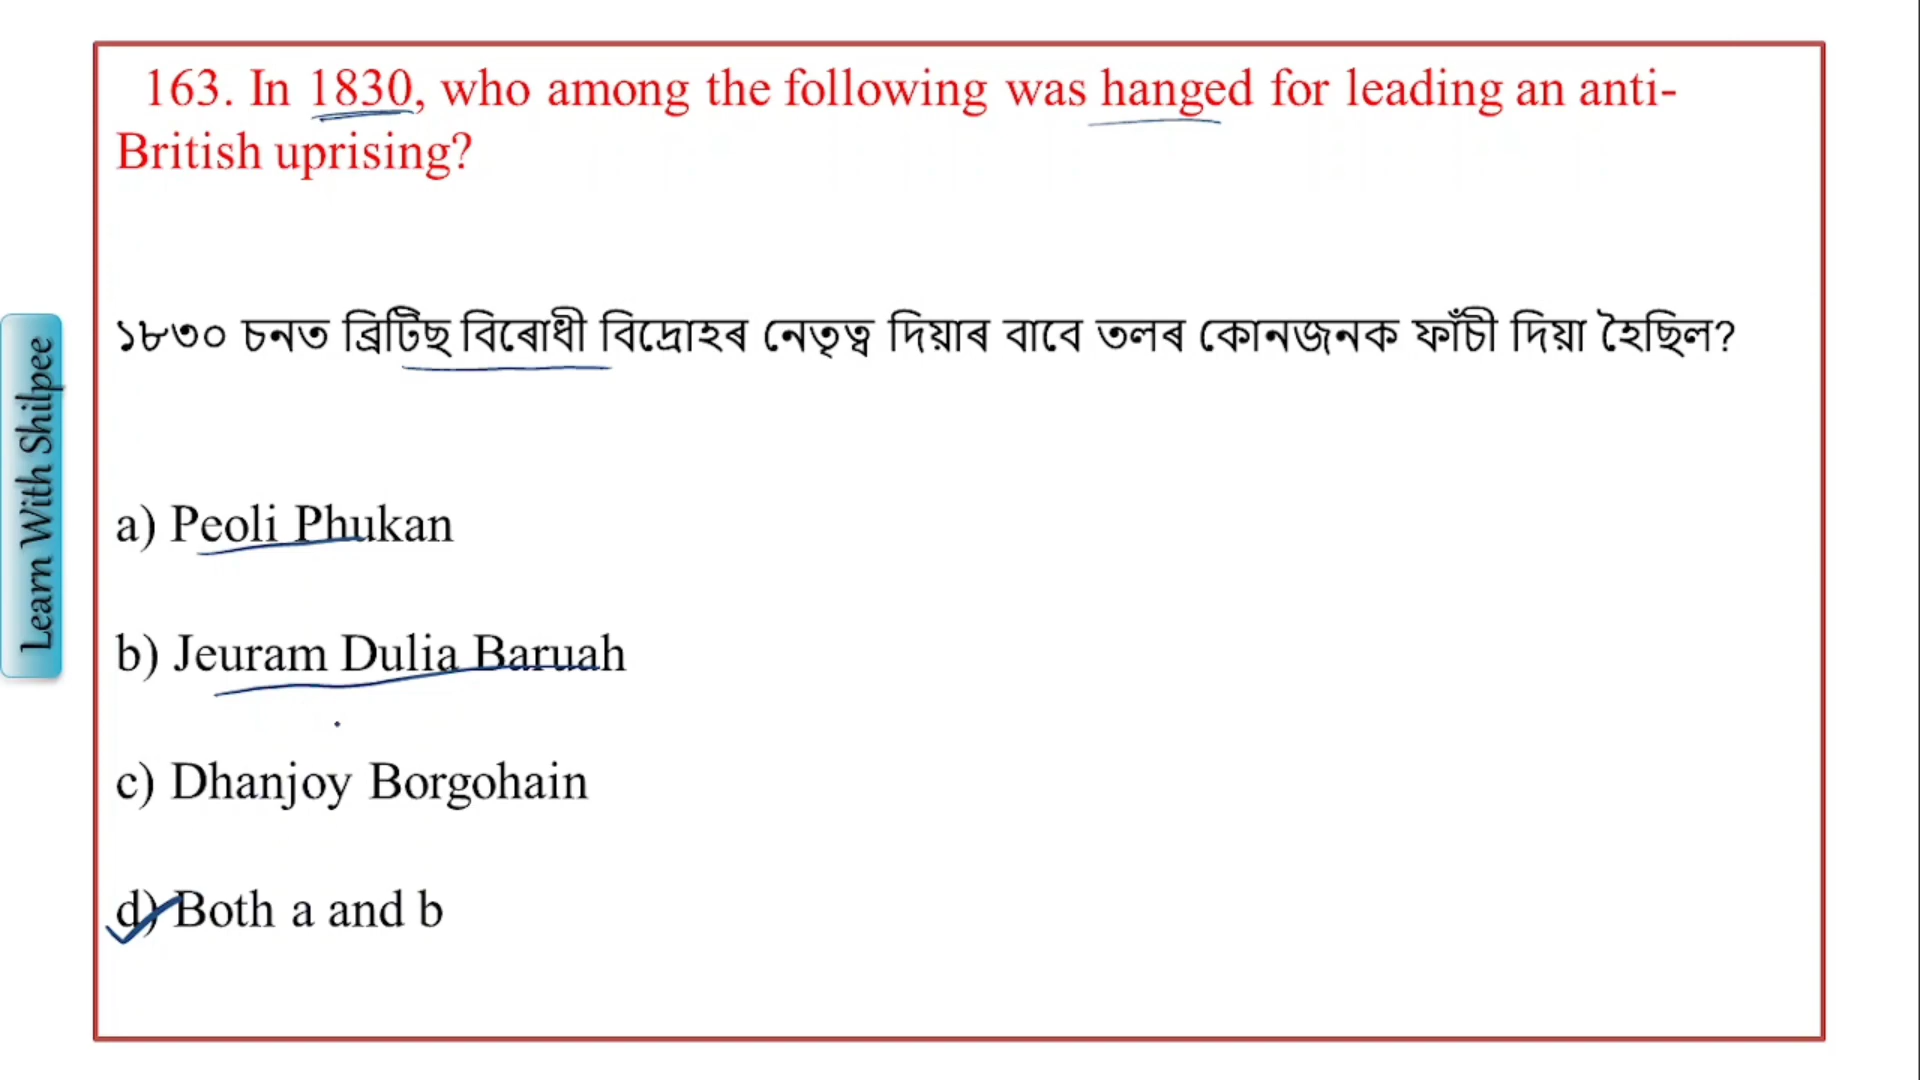 163. In 1830, who among the following was hanged for leading an anti-
British uprising?
১৮৩০ চনত ব্ৰিটিছ বিৰোধী বিদ্ৰোহৰ নেতৃত্ব দিয়াৰ বাবে তলৰ কোনজনক ফাঁচী দিয়া হৈছিল?
Learn With Shilpee
a) Peoli Phukan
b) Jeuram Dulia Baruah
c) Dhanjoy Borgohain
d) Both a and b